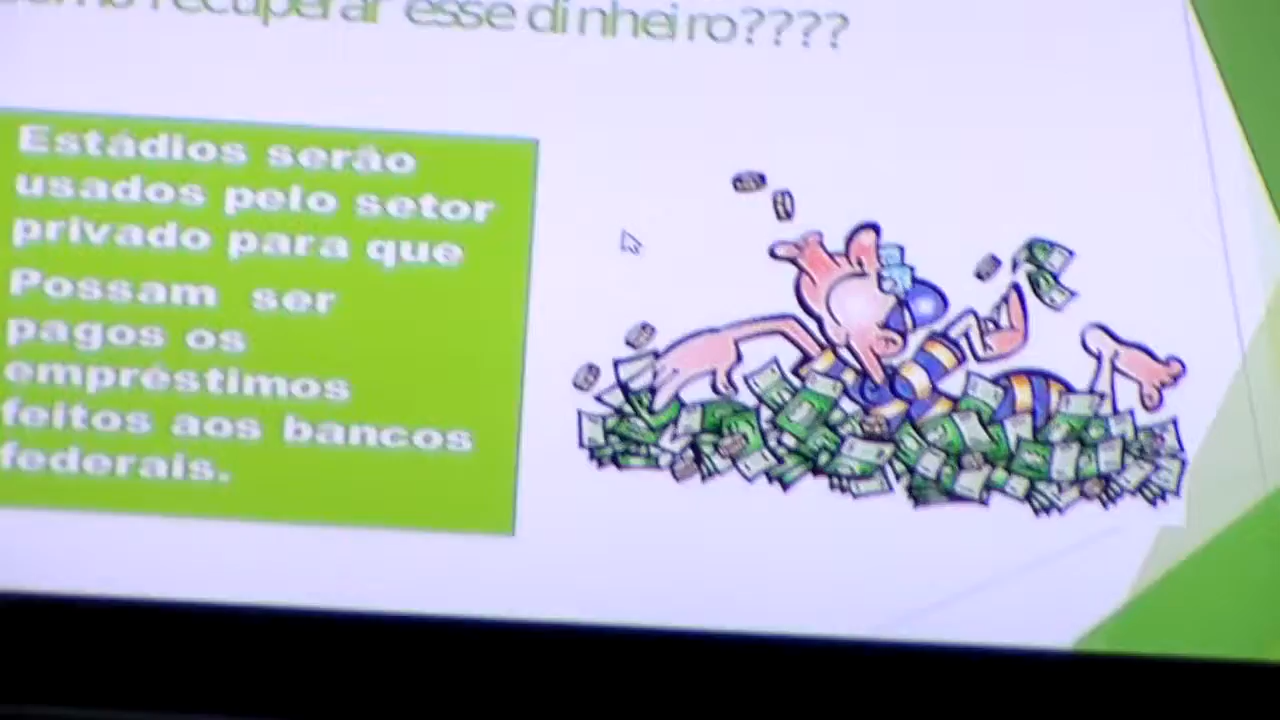 recuperar esse dinheiro????
Estádios serão
usados pelo setor
privado para que
Possam ser
pagos os
empréstimos
feitos aos bancos
federais.